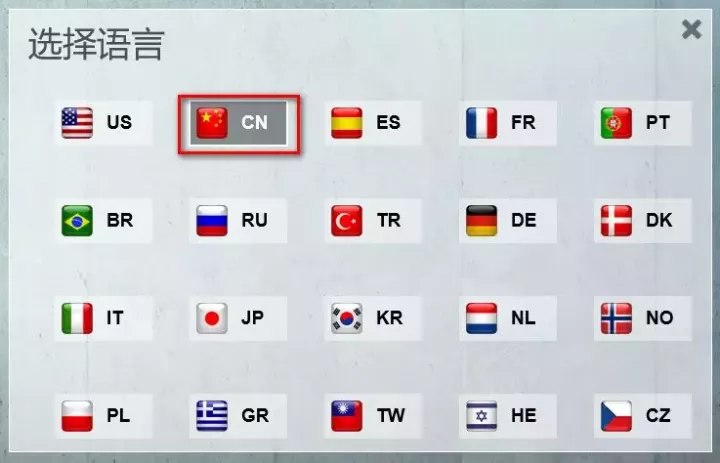 选择语言
US CN ES FR PT
BR RU TR DE DK
IT JP KR NL NO
PL GR TW HE CZ